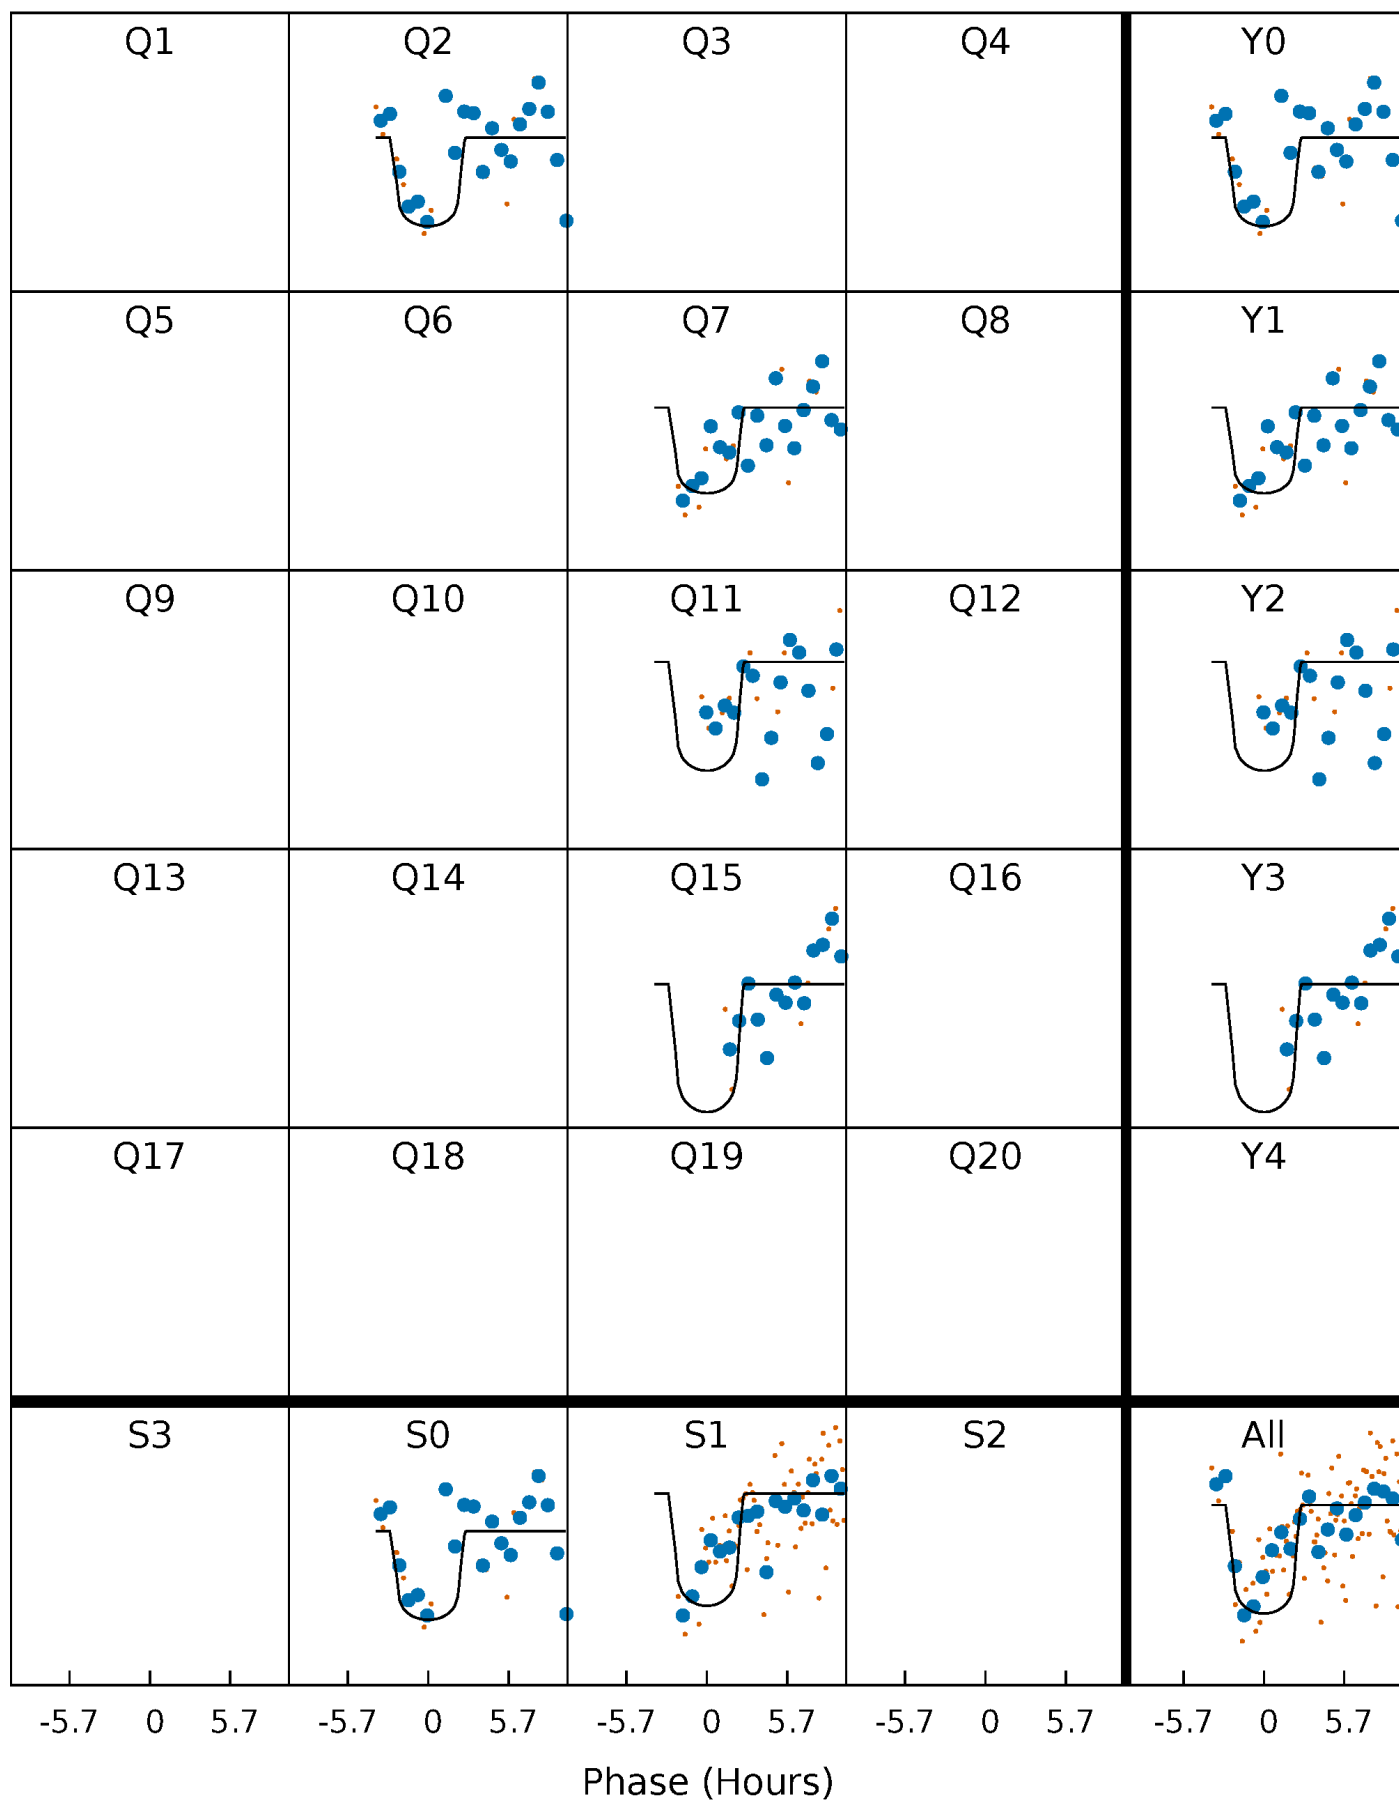 Q1 Q2 Q3 Q4 Y0
Q5 Q6 Q7 Q8 Y1
Q9 Q10 Q11 Q12 Y2
Q13 Q14 Q15 Q16 Y3
Q17 Q18 Q19 Q20 Y4
S3 S0 S1 S2 All
-5.7 0 5.7 -5.7 0 5.7 -5.7 0 5.7 -5.7 0 5.7 -5.7 0 5.7
Phase (Hours)